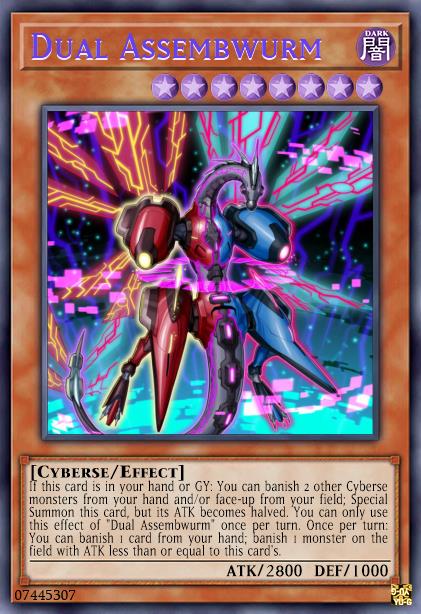 Dual Assembwurm
DARK
闇
[Cyberse/Effect]
If this card is in your hand or GY: You can banish 2 other Cyberse
monsters from your hand and/or face-up from your field; Special
Summon this card, but its ATK becomes halved. You can only use
this effect of "Dual Assembwurm" once per turn. Once per turn:
You can banish 1 card from your hand; banish 1 monster on the
field with ATK less than or equal to this card's.
ATK/2800 DEF/1000
07445307